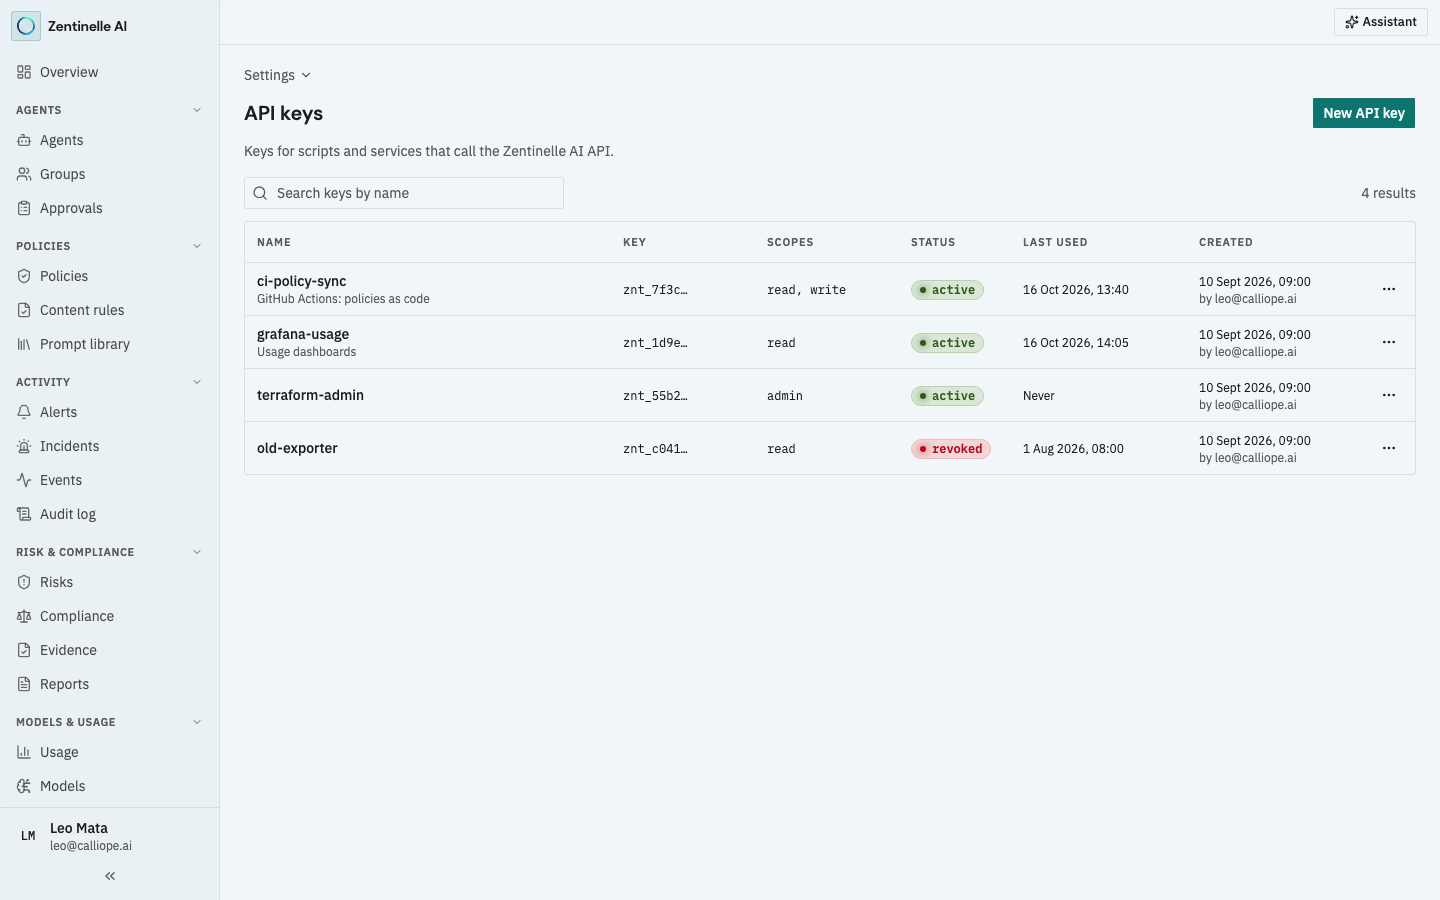 Zentinelle AI
Assistant
Overview
AGENTS
Agents
Groups
Approvals
POLICIES
Policies
Content rules
Prompt library
ACTIVITY
Alerts
Incidents
Events
Audit log
RISK & COMPLIANCE
Risks
Compliance
Evidence
Reports
MODELS & USAGE
Usage
Models
LM
Leo Mata
leo@calliope.ai
Settings
API keys
New API key
Keys for scripts and services that call the Zentinelle AI API.
Search keys by name
4 results
NAME KEY SCOPES STATUS LAST USED CREATED
ci-policy-sync
GitHub Actions: policies as code
znt_7f3c… read, write active 16 Oct 2026, 13:40
10 Sept 2026, 09:00
by leo@calliope.ai
grafana-usage
Usage dashboards
znt_1d9e… read active 16 Oct 2026, 14:05
10 Sept 2026, 09:00
by leo@calliope.ai
terraform-admin znt_55b2… admin active Never
10 Sept 2026, 09:00
by leo@calliope.ai
old-exporter znt_c041… read revoked 1 Aug 2026, 08:00
10 Sept 2026, 09:00
by leo@calliope.ai